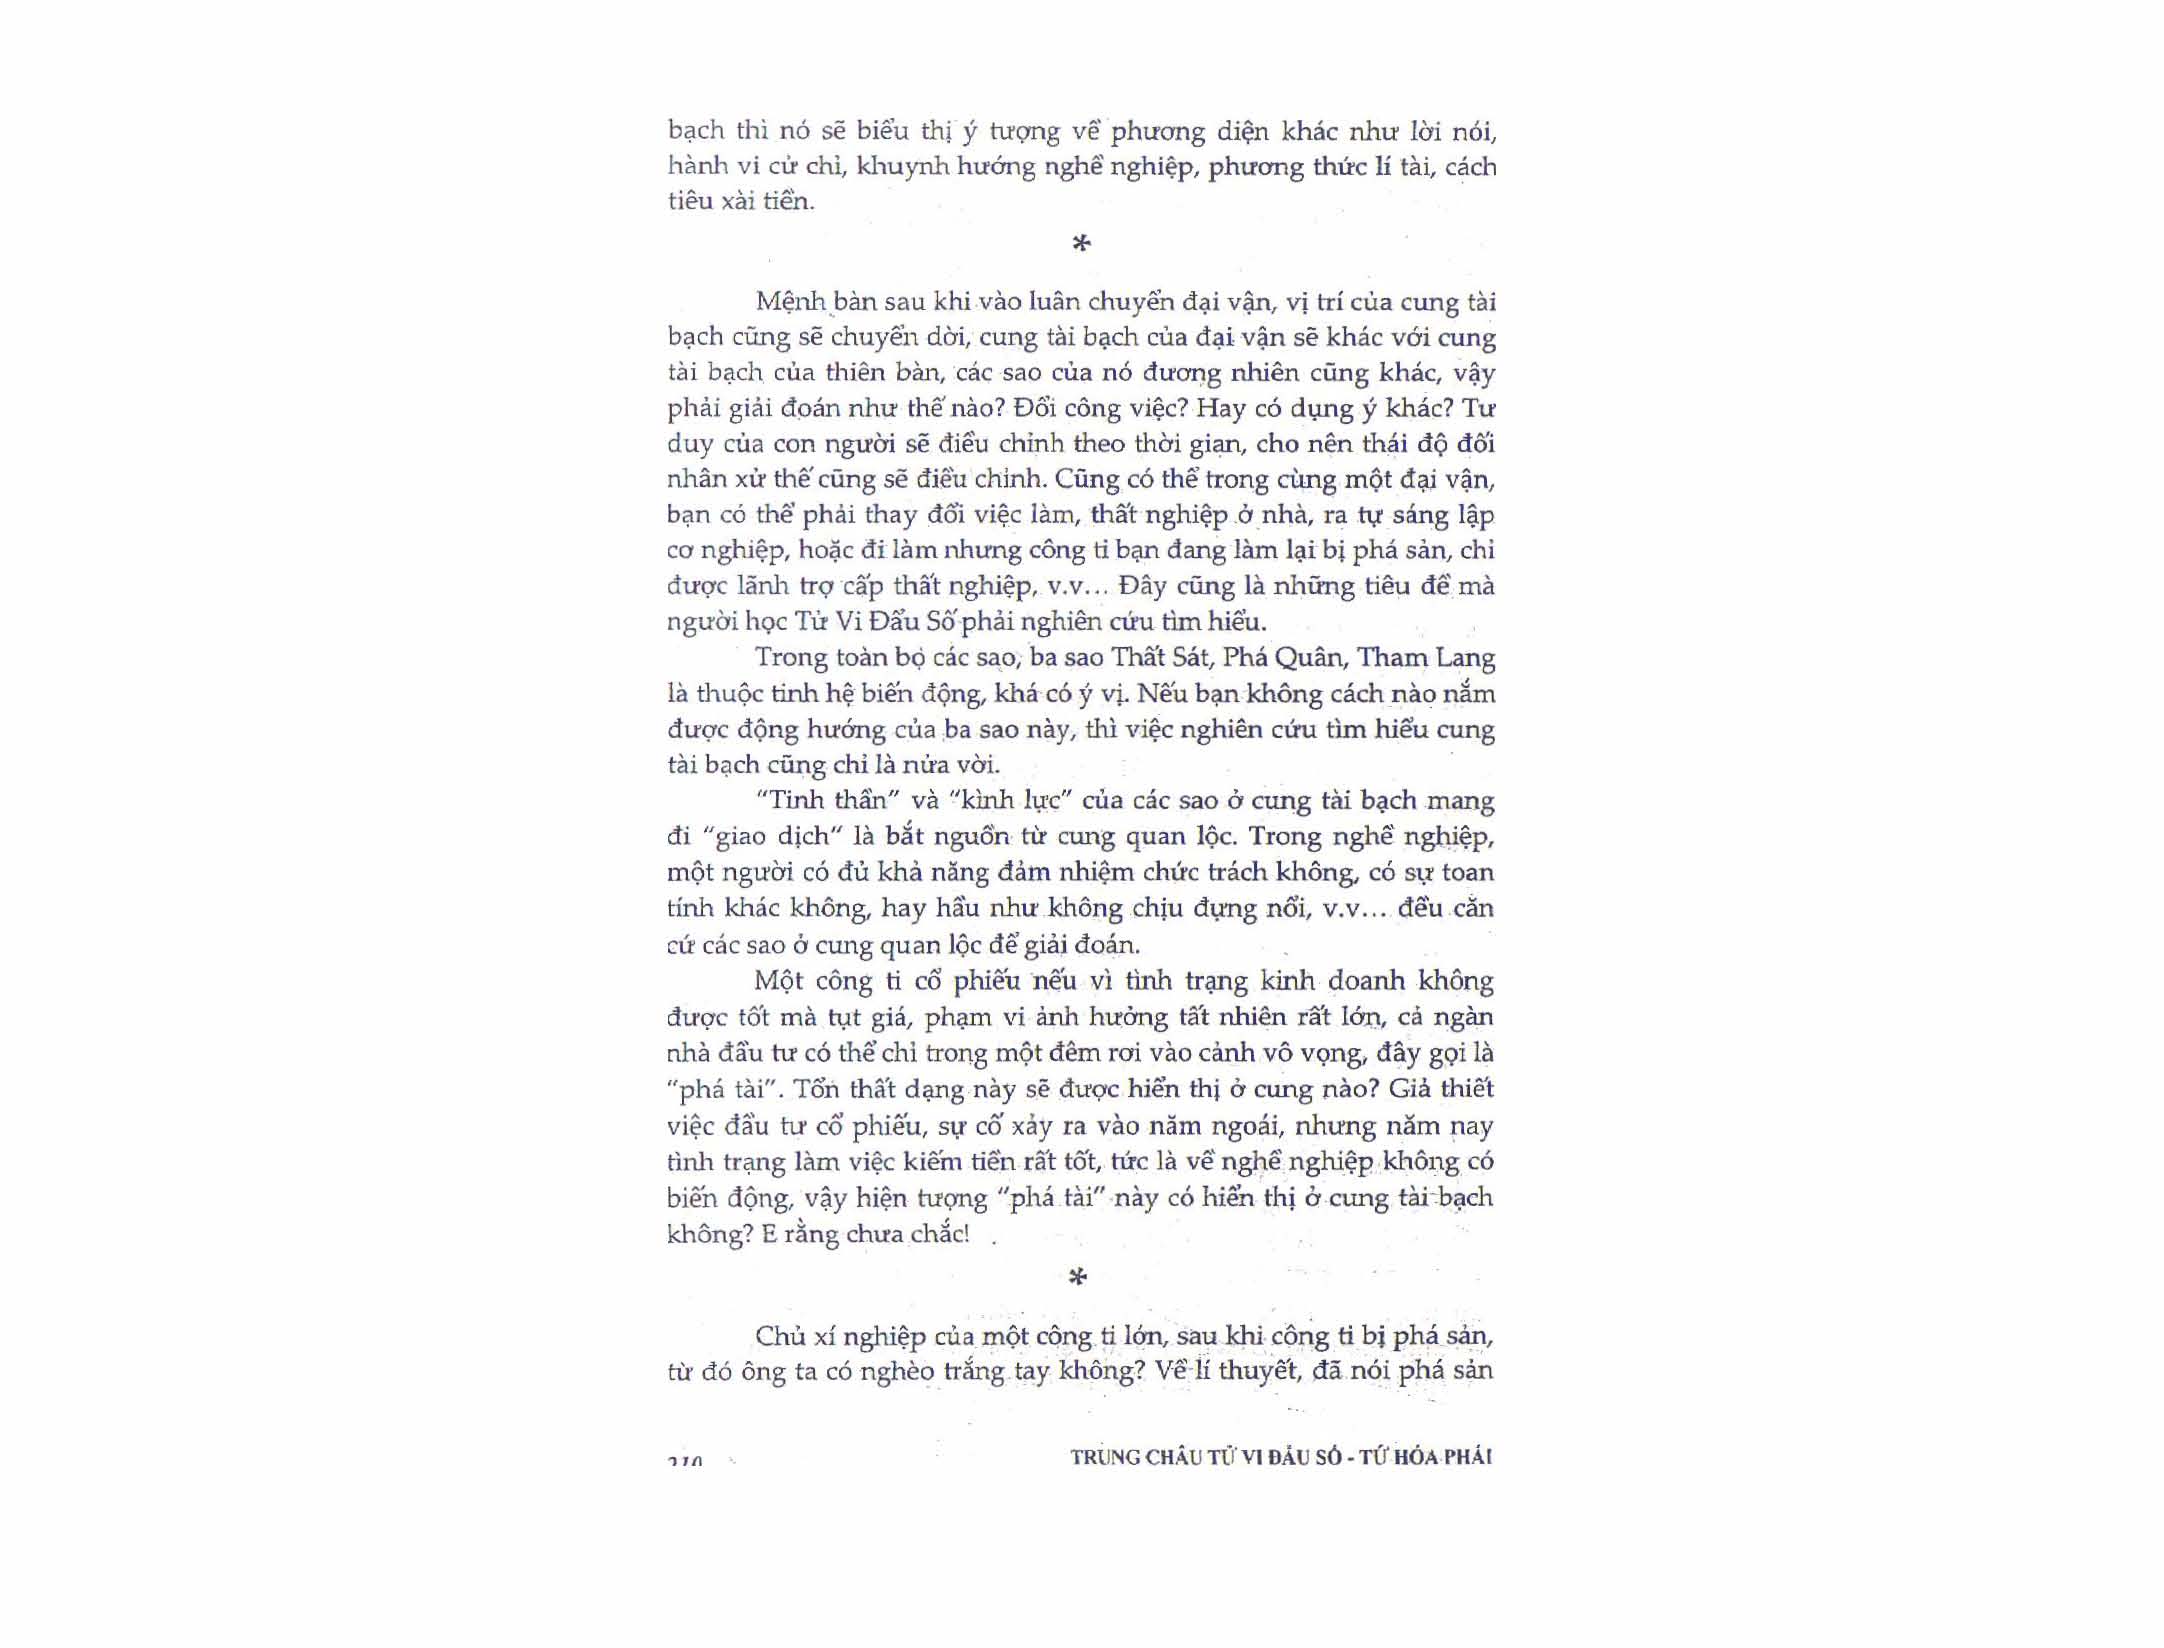 bạch thì nó sẽ biểu thị ý tượng về phương diện khác như lời nói,
hành vi cử chỉ, khuynh hướng nghề nghiệp, phương thức lí tài, cách
tiêu xài tiền.
*
Mệnh bàn sau khi vào luân chuyển đại vận, vị trí của cung tài
bạch cũng sẽ chuyển dời, cung tài bạch của đại vận sẽ khác với cung
tài bạch của thiên bàn, các sao của nó đương nhiên cũng khác, vậy
phải giải đoán như thế nào? Đổi công việc? Hay có dụng ý khác? Tư
duy của con người sẽ điều chỉnh theo thời gian, cho nên thái độ đối
nhân xử thế cũng sẽ điều chỉnh. Cũng có thể trong cùng một đại vận,
bạn có thể phải thay đổi việc làm, thất nghiệp ở nhà, ra tự sáng lập
cơ nghiệp, hoặc đi làm nhưng công ti bạn đang làm lại bị phá sản, chỉ
được lãnh trợ cấp thất nghiệp, v.v... Đây cũng là những tiêu đề mà
người học Tử Vi Đẩu Số phải nghiên cứu tìm hiểu.
Trong toàn bộ các sao, ba sao Thất Sát, Phá Quân, Tham Lang
là thuộc tinh hệ biến động, khá có ý vị. Nếu bạn không cách nào nắm
được động hướng của ba sao này, thì việc nghiên cứu tìm hiểu cung
tài bạch cũng chỉ là nửa vời.
"Tinh thần" và "kình lực" của các sao ở cung tài bạch mang
đi "giao dịch" là bắt nguồn từ cung quan lộc. Trong nghề nghiệp,
một người có đủ khả năng đảm nhiệm chức trách không, có sự toan
tính khác không, hay hầu như không chịu đựng nổi, v.v... đều căn
cứ các sao ở cung quan lộc để giải đoán.
Một công ti cổ phiếu nếu vì tình trạng kinh doanh không
được tốt mà tụt giá, phạm vi ảnh hưởng tất nhiên rất lớn, cả ngàn
nhà đầu tư có thể chỉ trong một đêm rơi vào cảnh vô vọng, đây gọi là
"phá tài". Tổn thất dạng này sẽ được hiển thị ở cung nào? Giả thiết
việc đầu tư cổ phiếu, sự cố xảy ra vào năm ngoái, nhưng năm nay
tình trạng làm việc kiếm tiền rất tốt, tức là về nghề nghiệp không có
biến động, vậy hiện tượng "phá tài" này có hiển thị ở cung tài bạch
không? E rằng chưa chắc!
*
Chủ xí nghiệp của một công ti lớn, sau khi công ti bị phá sản,
từ đó ông ta có nghèo trắng tay không? Về lí thuyết, đã nói phá sản
TRUNG CHÂU TỬ VI ĐẨU SỐ - TỨ HÓA PHÁI